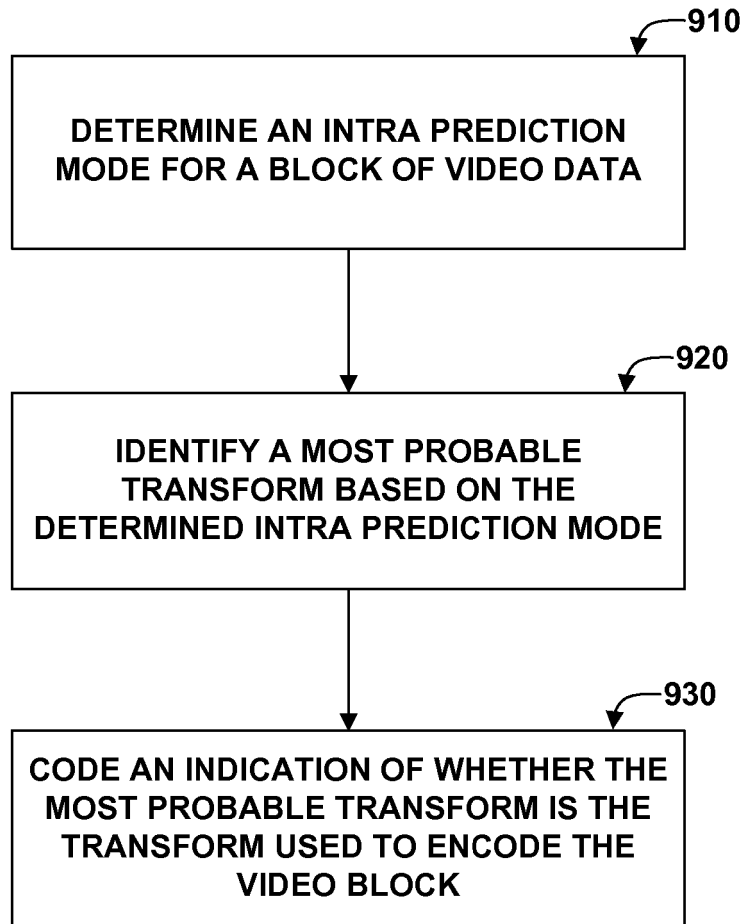 910
DETERMINE AN INTRA PREDICTION
MODE FOR A BLOCK OF VIDEO DATA
920
IDENTIFY A MOST PROBABLE
TRANSFORM BASED ON THE
DETERMINED INTRA PREDICTION MODE
930
CODE AN INDICATION OF WHETHER THE
MOST PROBABLE TRANSFORM IS THE
TRANSFORM USED TO ENCODE THE
VIDEO BLOCK